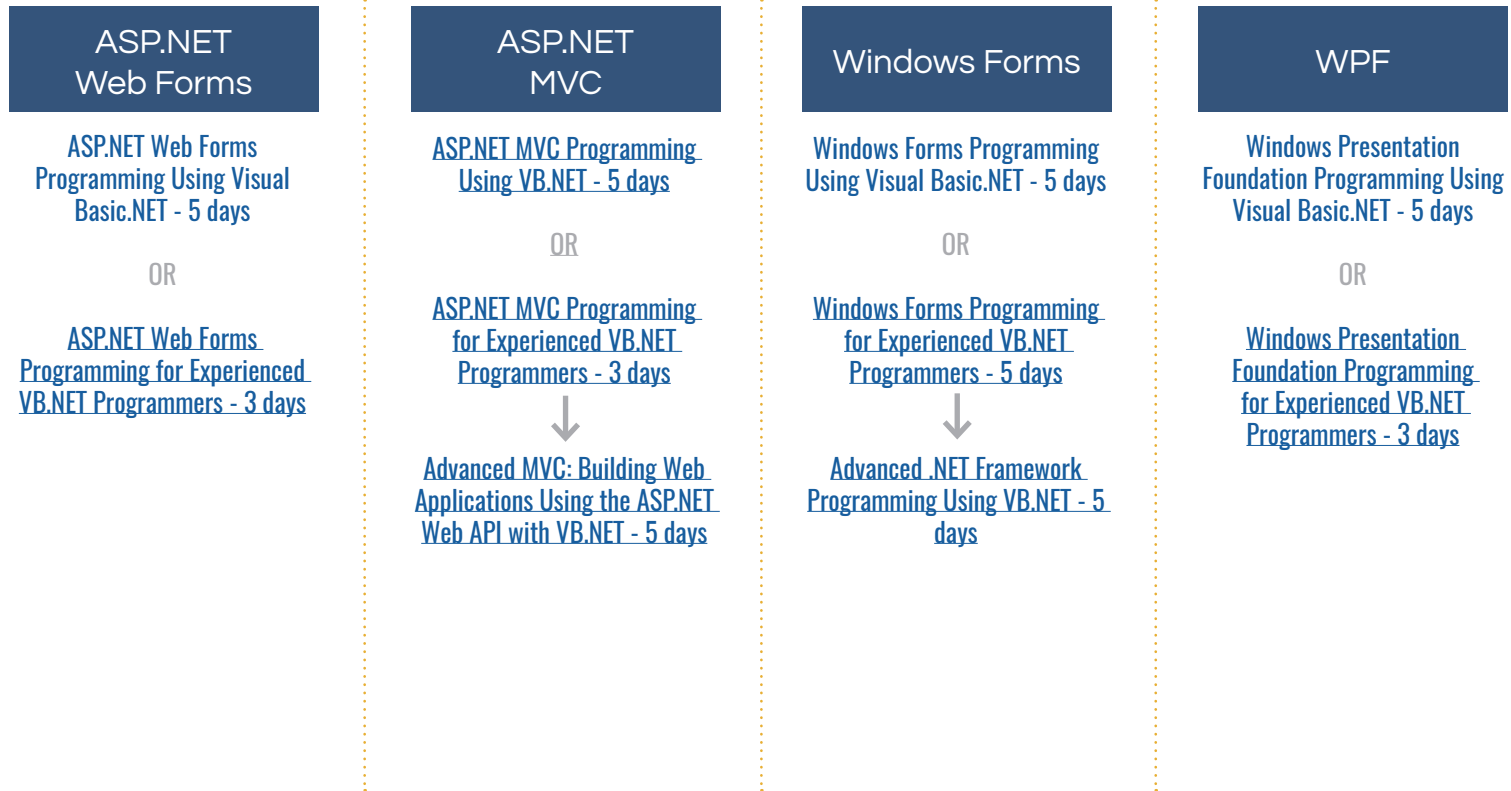 ASP.NET
Web Forms
ASP.NET Web Forms
Programming Using Visual
Basic.NET - 5 days
OR
ASP.NET Web Forms
Programming for Experienced
VB.NET Programmers - 3 days
ASP.NET
MVC
ASP.NET MVC Programming
Using VB.NET - 5 days
OR
ASP.NET MVC Programming
for Experienced VB.NET
Programmers - 3 days
Advanced MVC: Building Web
Applications Using the ASP.NET
Web API with VB.NET - 5 days
Windows Forms
Windows Forms Programming
Using Visual Basic.NET - 5 days
OR
Windows Forms Programming
for Experienced VB.NET
Programmers - 5 days
Advanced .NET Framework
Programming Using VB.NET - 5
days
WPF
Windows Presentation
Foundation Programming Using
Visual Basic.NET - 5 days
OR
Windows Presentation
Foundation Programming
for Experienced VB.NET
Programmers - 3 days